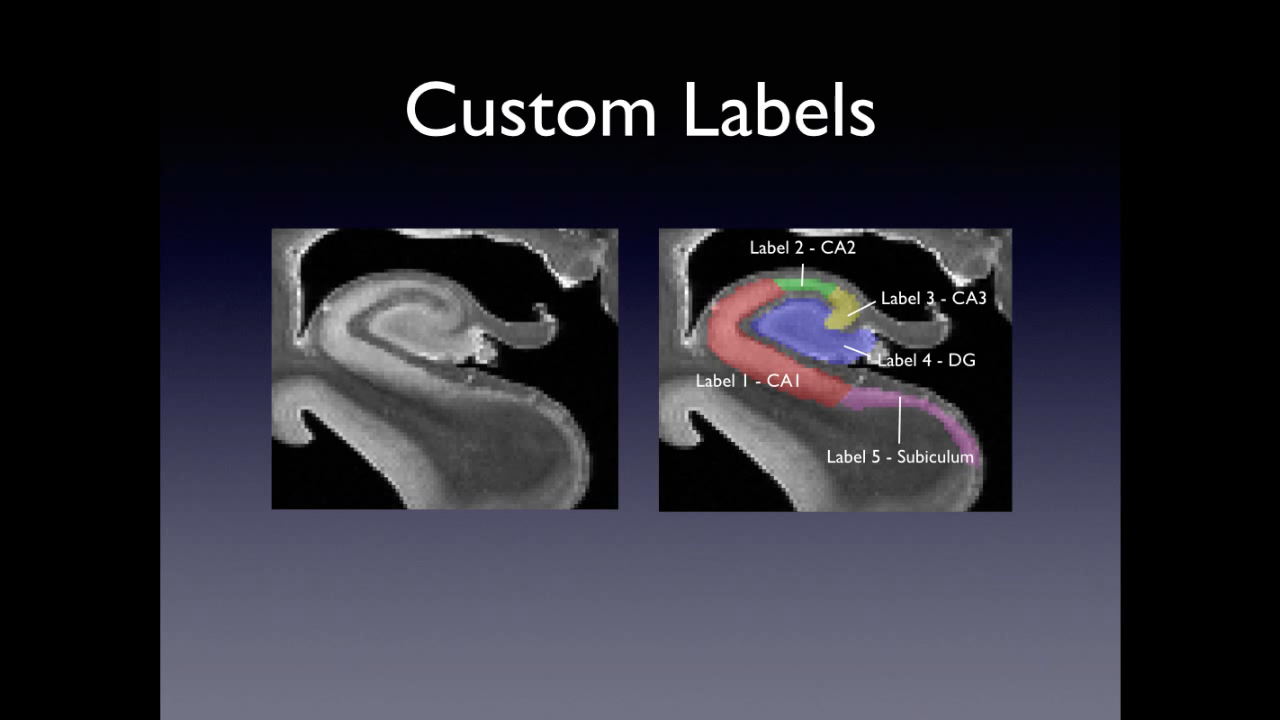 Custom Labels
Label 2 - CA2
Label 3 - CA3
Label 4 - DG
Label 1 - CA1
Label 5 - Subiculum